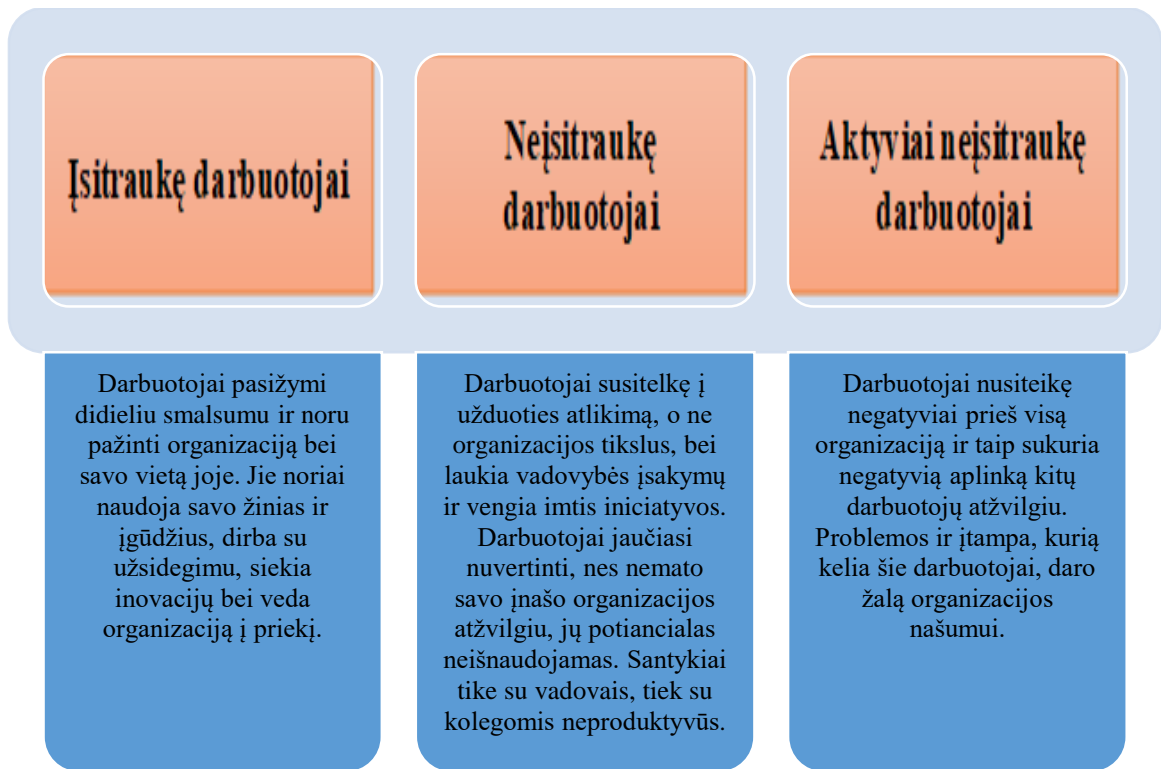 Įsitraukę darbuotojai
Neįsitraukę
darbuotojai
Aktyviai neįsitraukę
darbuotojai
Darbuotojai pasižymi
didieliu smalsumu ir noru
pažinti organizaciją bei
savo vietą joje. Jie noriai
naudoja savo žinias ir
įgūdžius, dirba su
užsidegimu, siekia
inovacijų bei veda
organizaciją į priekį.
Darbuotojai susitelkę į
užduoties atlikimą, o ne
organizacijos tikslus, bei
laukia vadovybės įsakymų
ir vengia imtis iniciatyvos.
Darbuotojai jaučiasi
nuvertinti, nes nemato
savo įnašo organizacijos
atžvilgiu, jų potiancialas
neišnaudojamas. Santykiai
tike su vadovais, tiek su
kolegomis neproduktyvūs.
Darbuotojai nusiteikę
negatyviai prieš visą
organizaciją ir taip sukuria
negatyvią aplinką kitų
darbuotojų atžvilgiu.
Problemos ir įtampa, kurią
kelia šie darbuotojai, daro
žalą organizacijos
našumui.